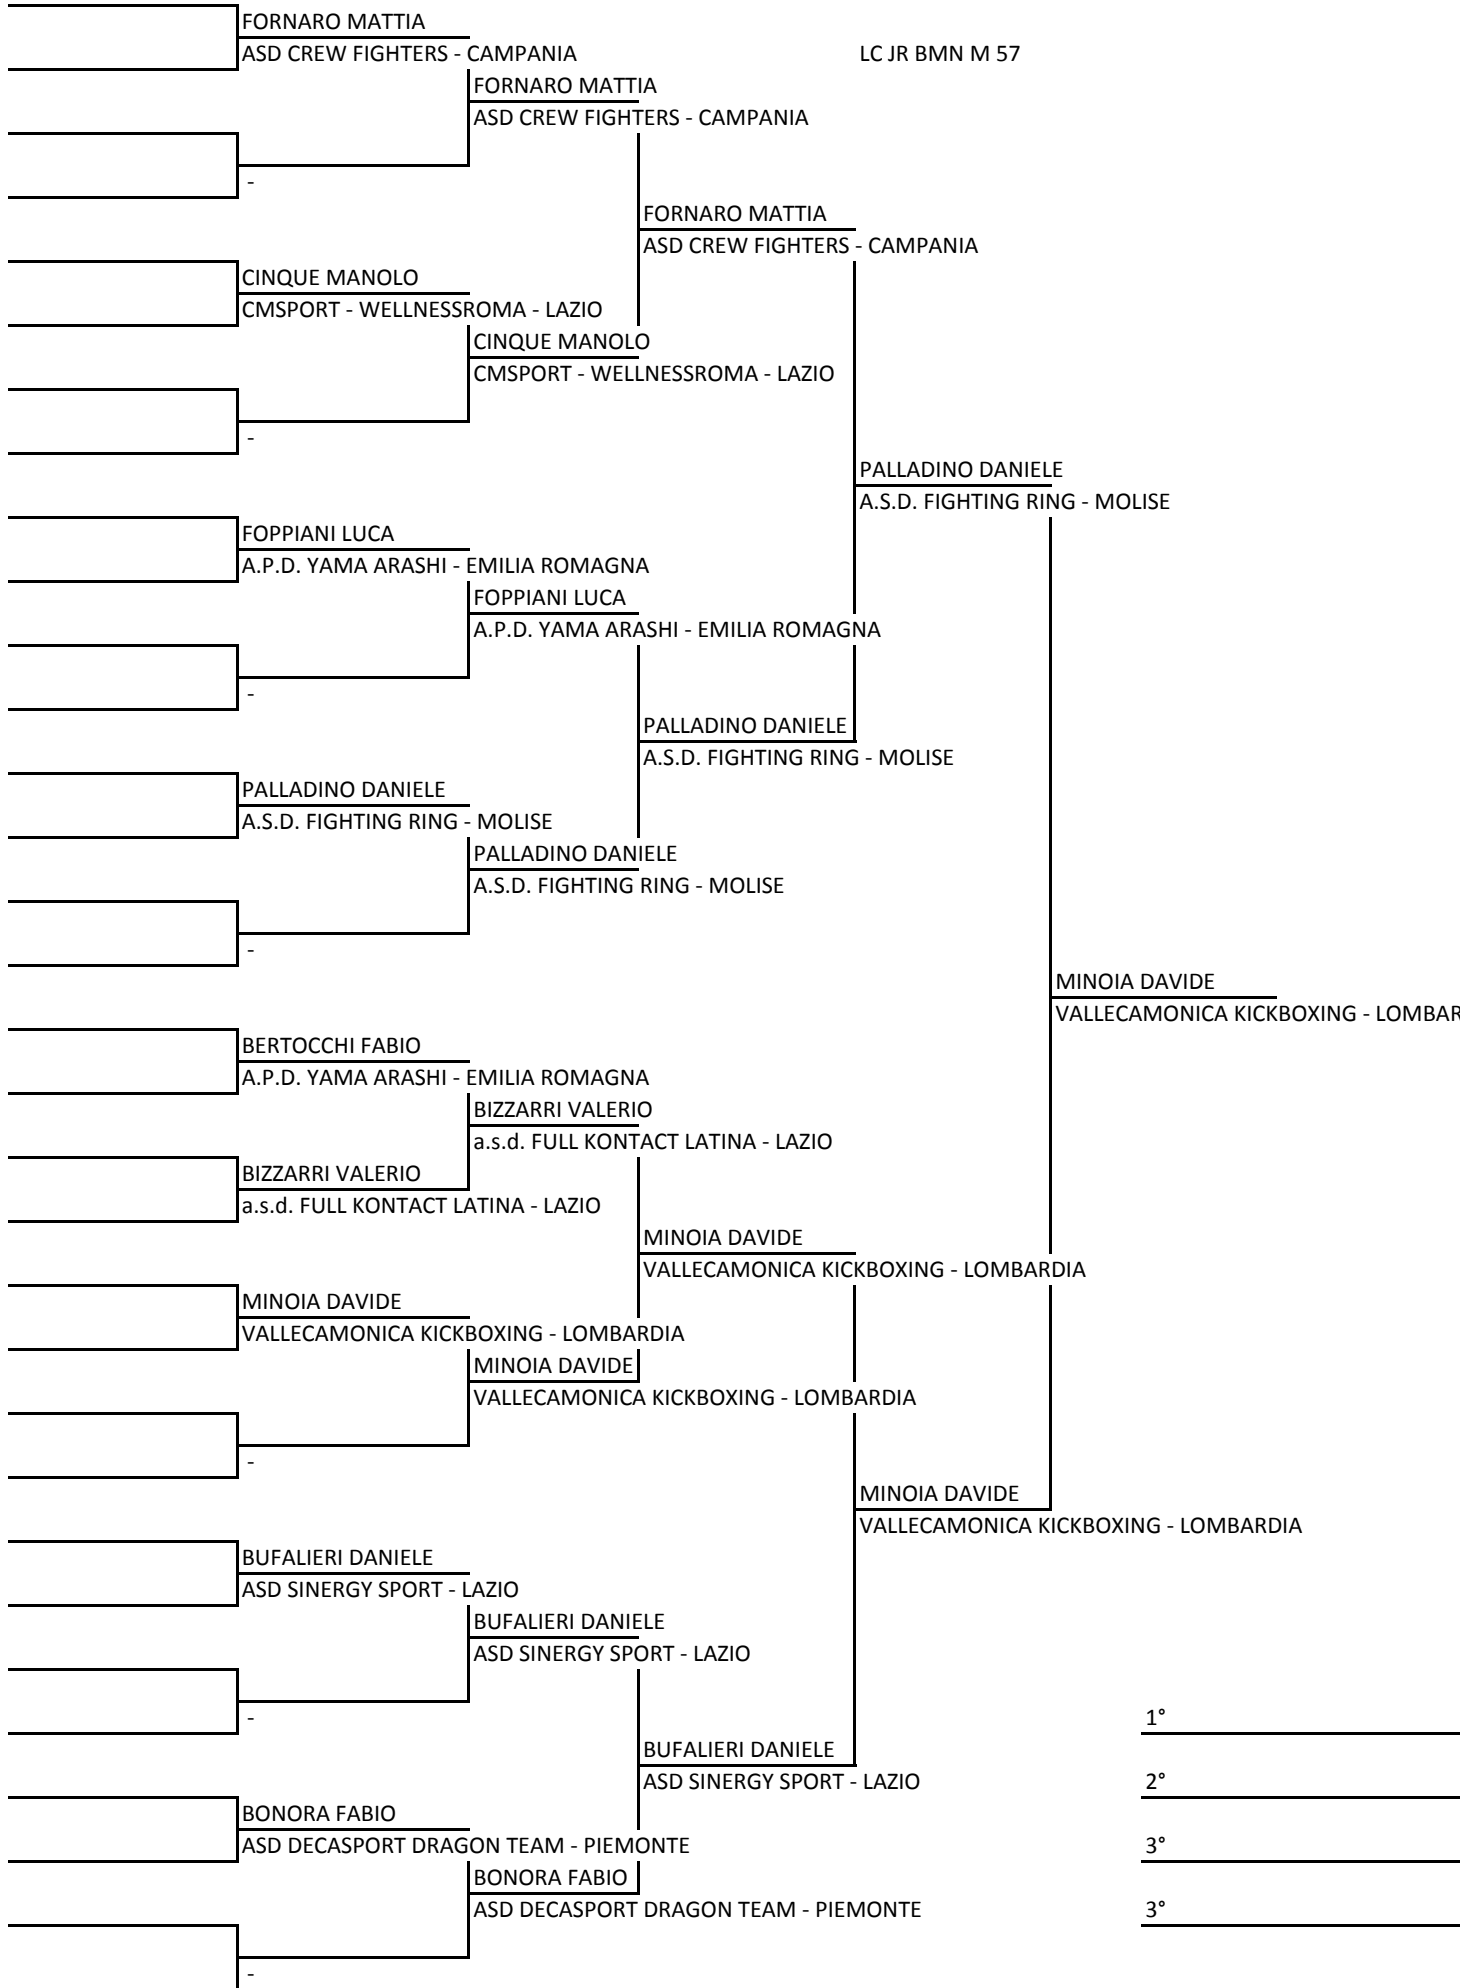 FORNARO MATTIA
ASD CREW FIGHTERS - CAMPANIA
LC JR BMN M 57
FORNARO MATTIA
ASD CREW FIGHTERS - CAMPANIA
-
FORNARO MATTIA
ASD CREW FIGHTERS - CAMPANIA
CINQUE MANOLO
CMSPORT - WELLNESSROMA - LAZIO
CINQUE MANOLO
CMSPORT - WELLNESSROMA - LAZIO
-
PALLADINO DANIELE
A.S.D. FIGHTING RING - MOLISE
FOPPIANI LUCA
A.P.D. YAMA ARASHI - EMILIA ROMAGNA
FOPPIANI LUCA
A.P.D. YAMA ARASHI - EMILIA ROMAGNA
-
PALLADINO DANIELE
A.S.D. FIGHTING RING - MOLISE
PALLADINO DANIELE
A.S.D. FIGHTING RING - MOLISE
PALLADINO DANIELE
A.S.D. FIGHTING RING - MOLISE
-
MINOIA DAVIDE
VALLECAMONICA KICKBOXING - LOMBAR
BERTOCCHI FABIO
A.P.D. YAMA ARASHI - EMILIA ROMAGNA
BIZZARRI VALERIO
a.s.d. FULL KONTACT LATINA - LAZIO
BIZZARRI VALERIO
a.s.d. FULL KONTACT LATINA - LAZIO
MINOIA DAVIDE
VALLECAMONICA KICKBOXING - LOMBARDIA
MINOIA DAVIDE
VALLECAMONICA KICKBOXING - LOMBARDIA
MINOIA DAVIDE
VALLECAMONICA KICKBOXING - LOMBARDIA
-
MINOIA DAVIDE
VALLECAMONICA KICKBOXING - LOMBARDIA
BUFALIERI DANIELE
ASD SINERGY SPORT - LAZIO
BUFALIERI DANIELE
ASD SINERGY SPORT - LAZIO
-
1°
BUFALIERI DANIELE
ASD SINERGY SPORT - LAZIO
2°
BONORA FABIO
ASD DECASPORT DRAGON TEAM - PIEMONTE
3°
BONORA FABIO
ASD DECASPORT DRAGON TEAM - PIEMONTE
3°
-